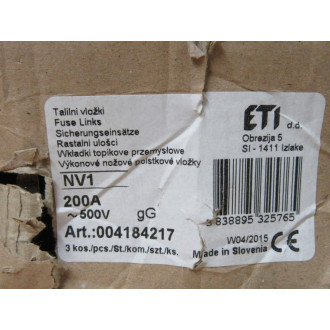 Talilni vložki
Fuse Links
Sicherungseinsätze
Rastalni ulošci
Wkładki topikowe przemysłowe
Výkonové nožové poistkové vložky
NV1
200A
~500V gG
Art.:004184217
3 kos./pcs./St./kom./szt./ks.
ETI d.d.
Obrezija 5
SI - 1411 Izlake
838895 325765
W04/2015 CE
Made in Slovenia